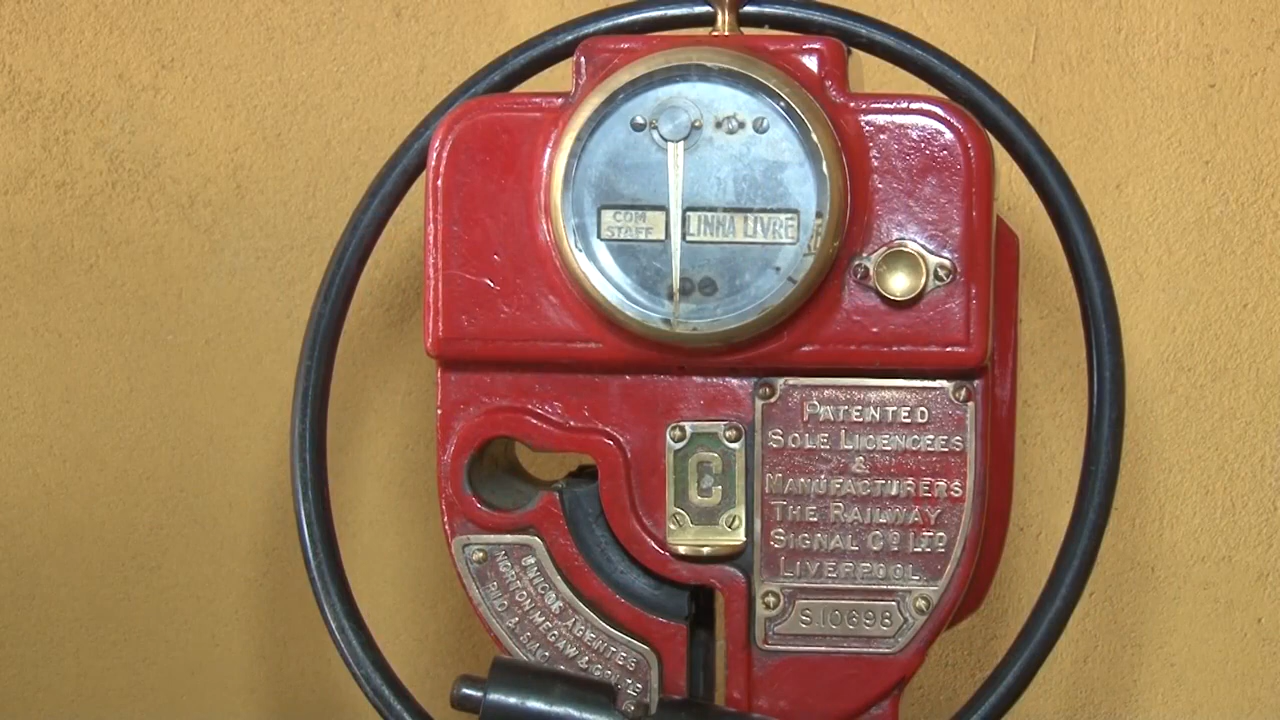 COM
STAFF
LINHA LIVRE
C
PATENTED
SOLE LICENCEES
&
MANUFACTURERS
THE RAILWAY
SIGNAL Cº LTD
LIVERPOOL.
S.10698
UNICOS AGENTES
NORTON MEGAW & Cº LTD
RIO &